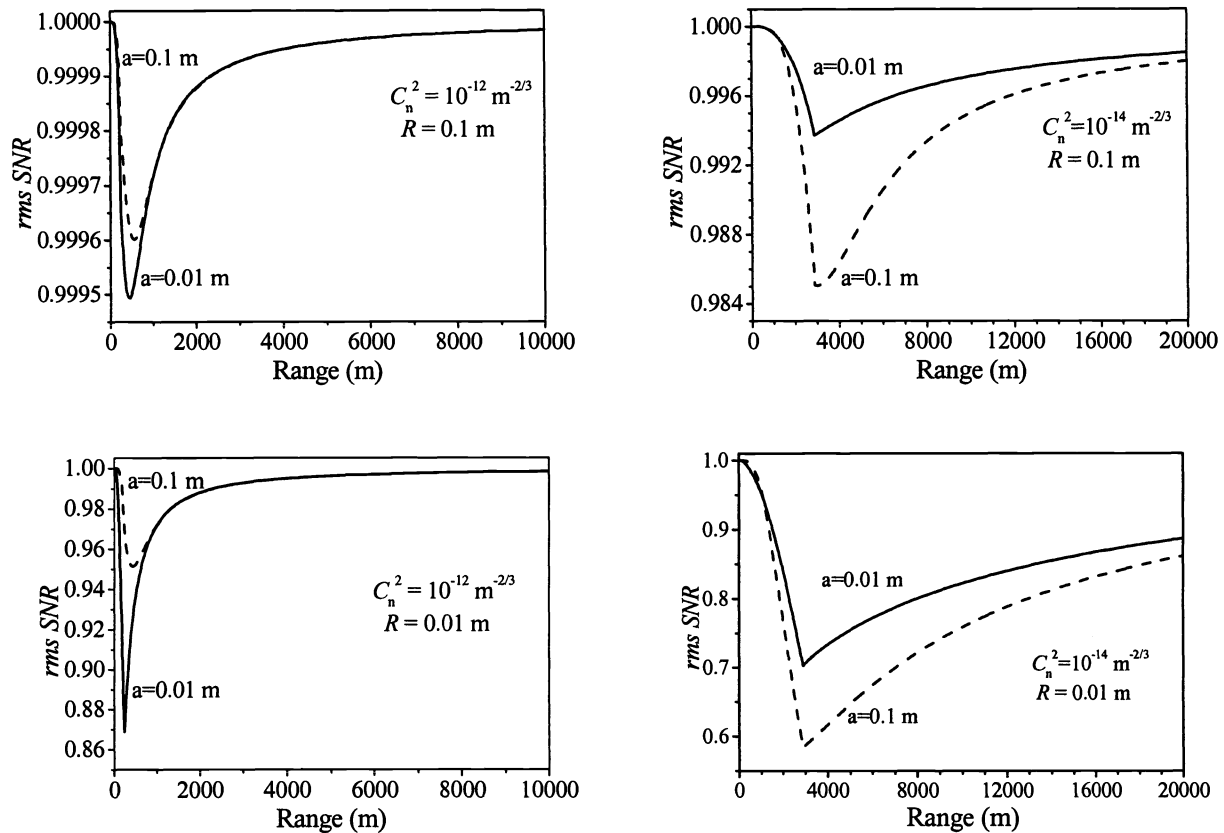 1.0000
0.9999
0.9998
0.9997
0.9996
0.9995
rms SNR
a=0.1 m
a=0.01 m
C_n^2 = 10^-12 m^-2/3
R = 0.1 m
0 2000 4000 6000 8000 10000
Range (m)
1.000
0.996
0.992
0.988
0.984
rms SNR
a=0.01 m
a=0.1 m
C_n^2=10^-14 m^-2/3
R = 0.1 m
0 4000 8000 12000 16000 20000
Range (m)
1.00
0.98
0.96
0.94
0.92
0.90
0.88
0.86
rms SNR
a=0.1 m
a=0.01 m
C_n^2 = 10^-12 m^-2/3
R = 0.01 m
0 2000 4000 6000 8000 10000
Range (m)
1.0
0.9
0.8
0.7
0.6
rms SNR
a=0.01 m
a=0.1 m
C_n^2=10^-14 m^-2/3
R = 0.01 m
0 4000 8000 12000 16000 20000
Range (m)